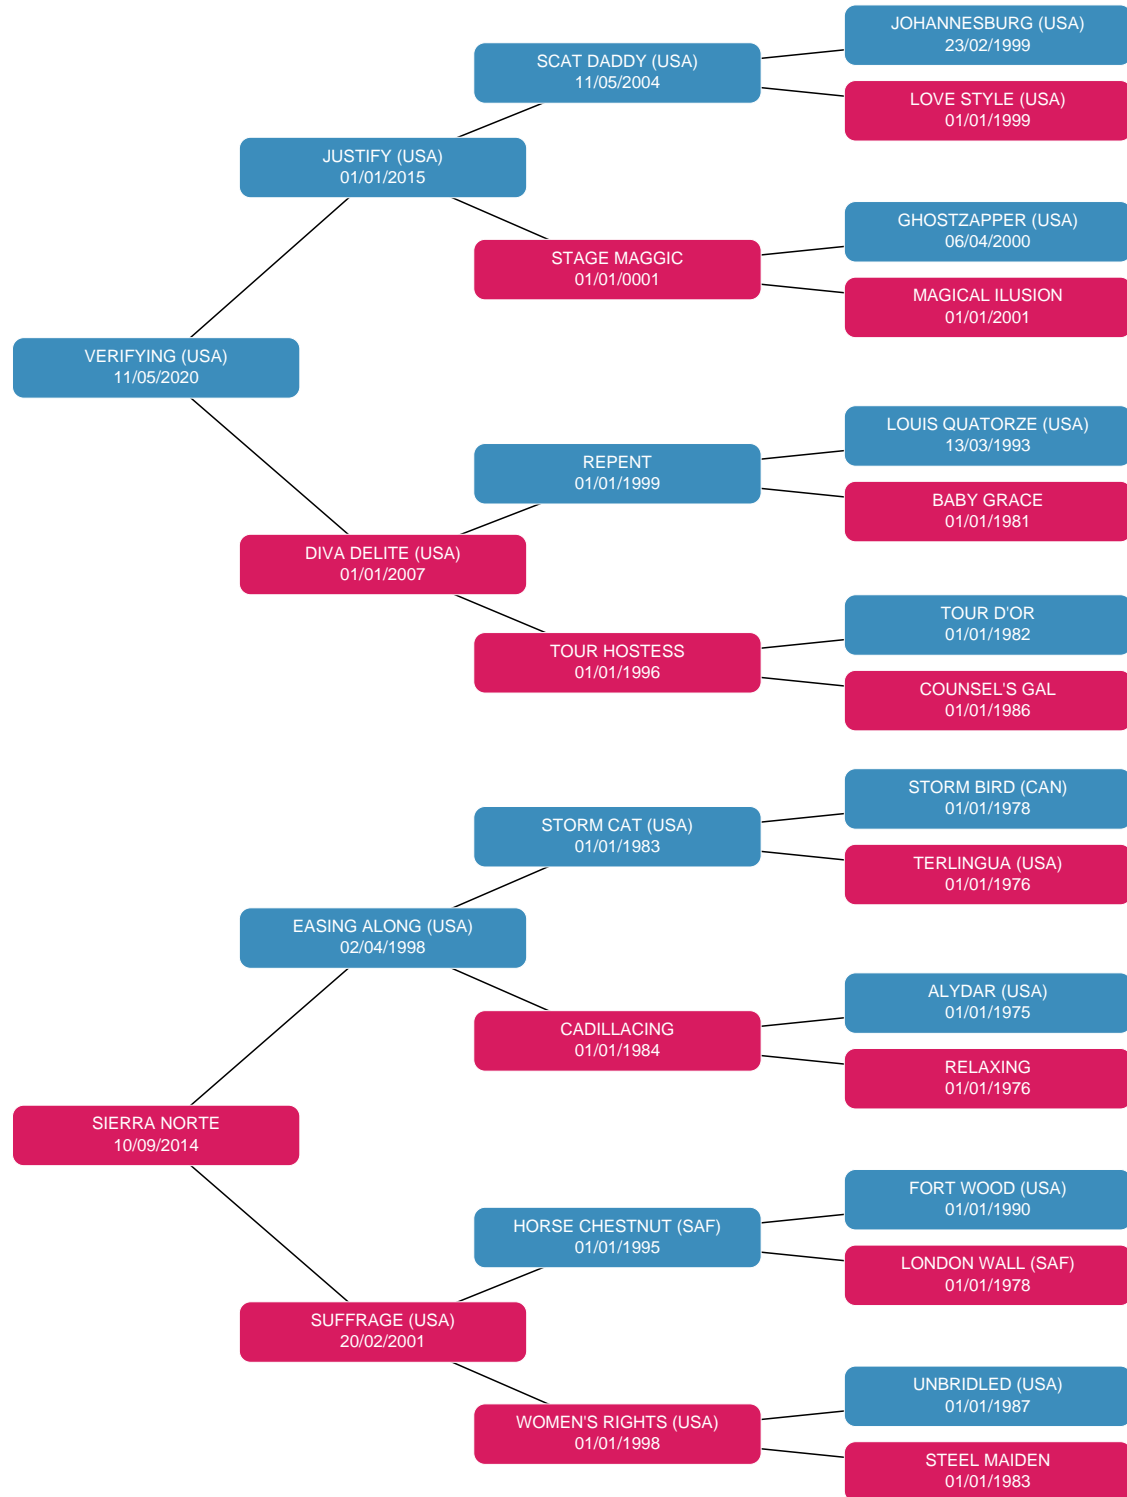 JOHANNESBURG (USA)
23/02/1999
SCAT DADDY (USA)
11/05/2004
LOVE STYLE (USA)
01/01/1999
JUSTIFY (USA)
01/01/2015
GHOSTZAPPER (USA)
06/04/2000
STAGE MAGGIC
01/01/0001
MAGICAL ILUSION
01/01/2001
VERIFYING (USA)
11/05/2020
LOUIS QUATORZE (USA)
13/03/1993
REPENT
01/01/1999
BABY GRACE
01/01/1981
DIVA DELITE (USA)
01/01/2007
TOUR D'OR
01/01/1982
TOUR HOSTESS
01/01/1996
COUNSEL'S GAL
01/01/1986
STORM BIRD (CAN)
01/01/1978
STORM CAT (USA)
01/01/1983
TERLINGUA (USA)
01/01/1976
EASING ALONG (USA)
02/04/1998
ALYDAR (USA)
01/01/1975
CADILLACING
01/01/1984
RELAXING
01/01/1976
SIERRA NORTE
10/09/2014
FORT WOOD (USA)
01/01/1990
HORSE CHESTNUT (SAF)
01/01/1995
LONDON WALL (SAF)
01/01/1978
SUFFRAGE (USA)
20/02/2001
UNBRIDLED (USA)
01/01/1987
WOMEN'S RIGHTS (USA)
01/01/1998
STEEL MAIDEN
01/01/1983